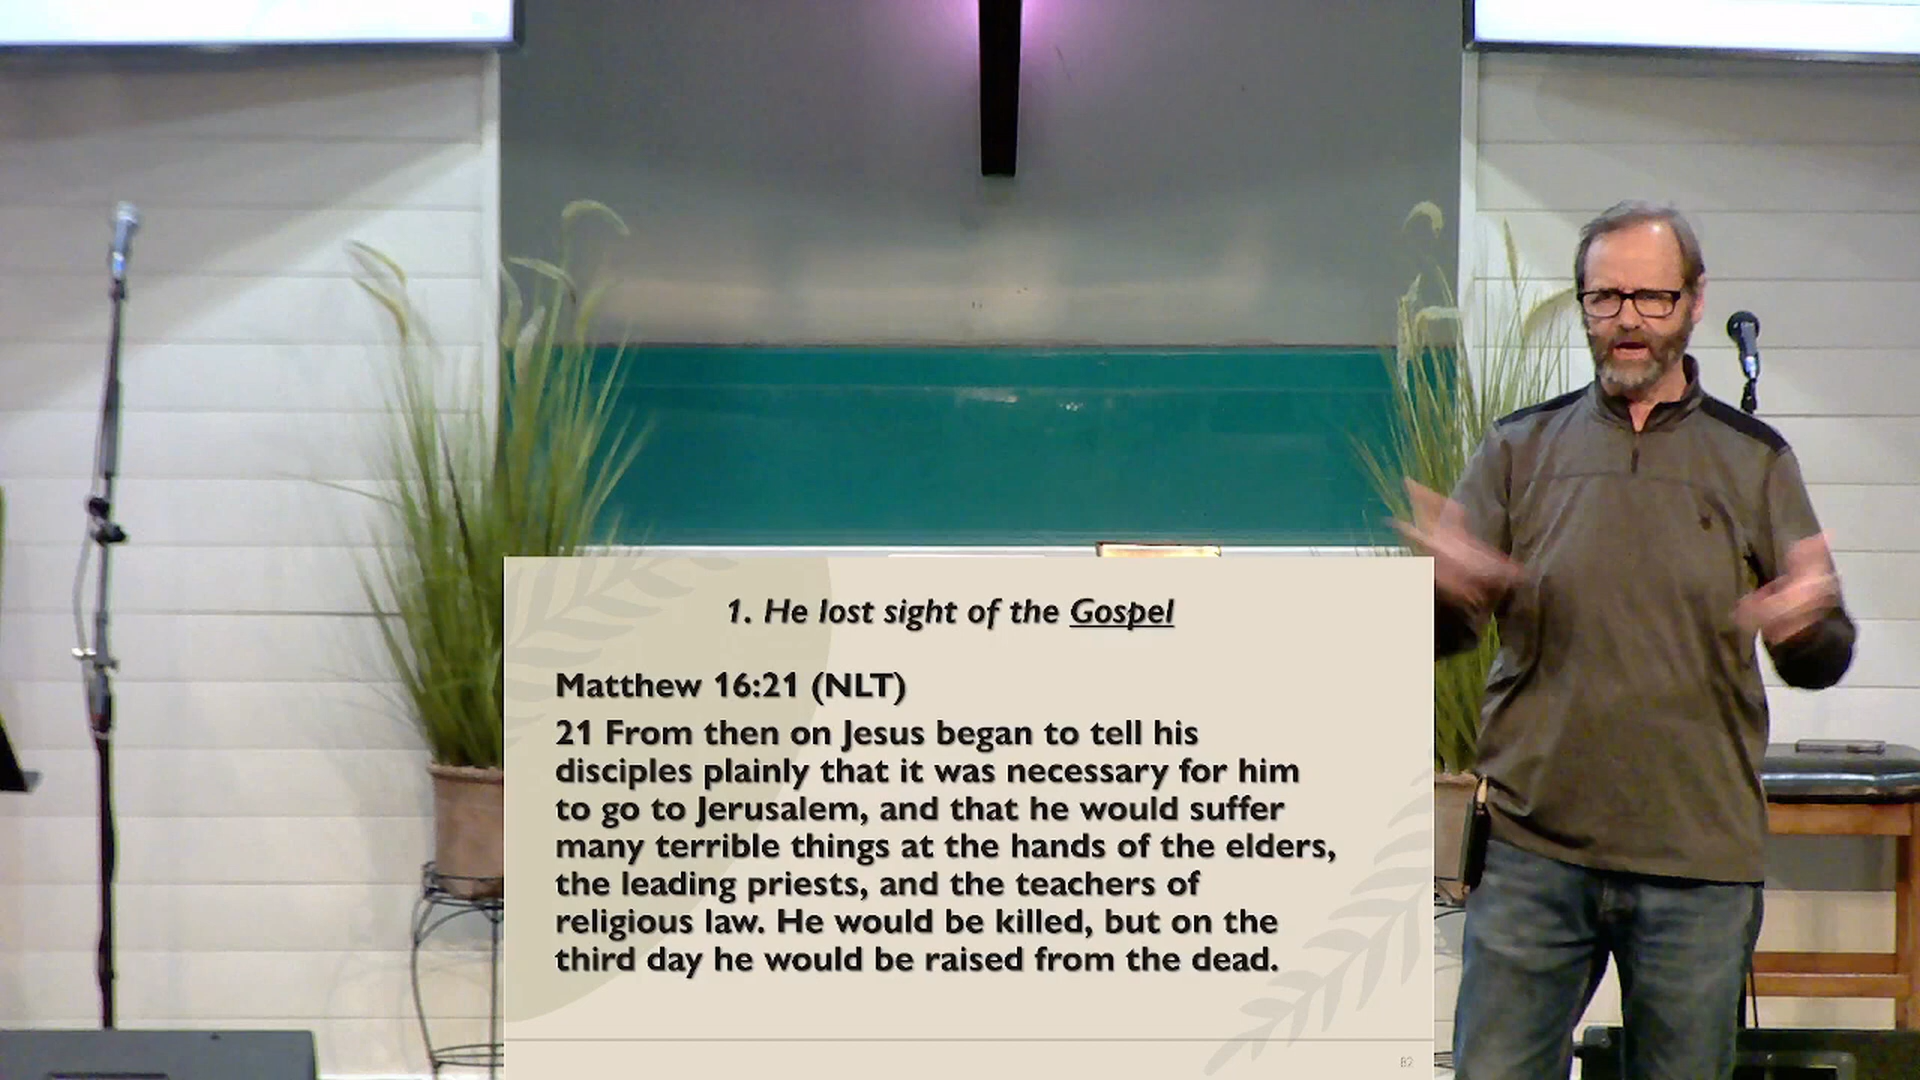 1. He lost sight of the Gospel
Matthew 16:21 (NLT)
21 From then on Jesus began to tell his
disciples plainly that it was necessary for him
to go to Jerusalem, and that he would suffer
many terrible things at the hands of the elders,
the leading priests, and the teachers of
religious law. He would be killed, but on the
third day he would be raised from the dead.
82